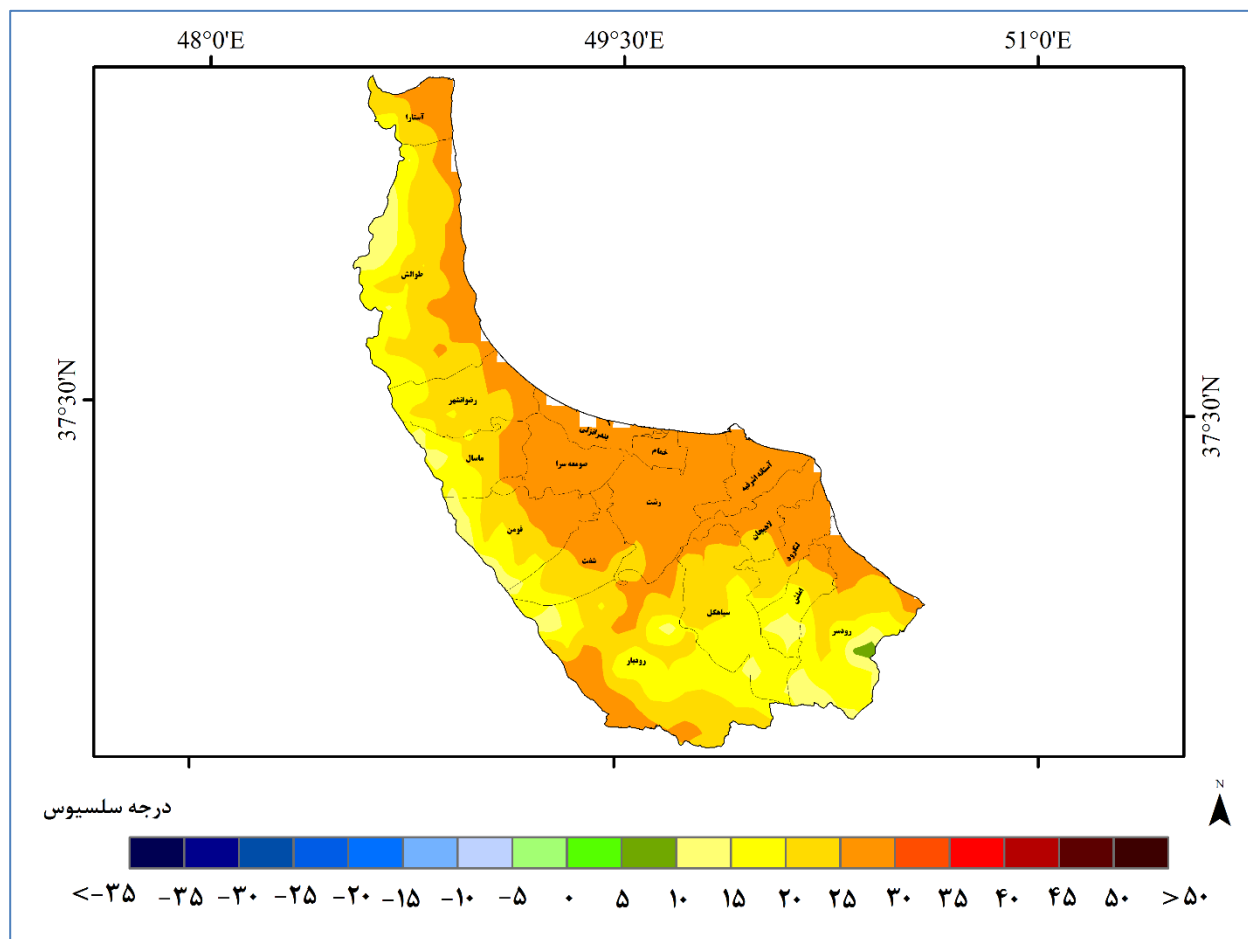 48°0'E 49°30'E 51°0'E
آستارا
طوالش
37°30'N 37°30'N
رضوانشهر
بندرانزلی
خمام
ماسال
صومعه سرا
آستانه اشرفیه
رشت
فومن
لاهیجان
لنگرود
شفت
املش
سیاهکل
رودسر
رودبار
درجه سلسیوس
N
<-۳۵ -۳۵ -۳۰ -۲۵ -۲۰ -۱۵ -۱۰ -۵ ۰ ۵ ۱۰ ۱۵ ۲۰ ۲۵ ۳۰ ۳۵ ۴۰ ۴۵ ۵۰ >۵۰